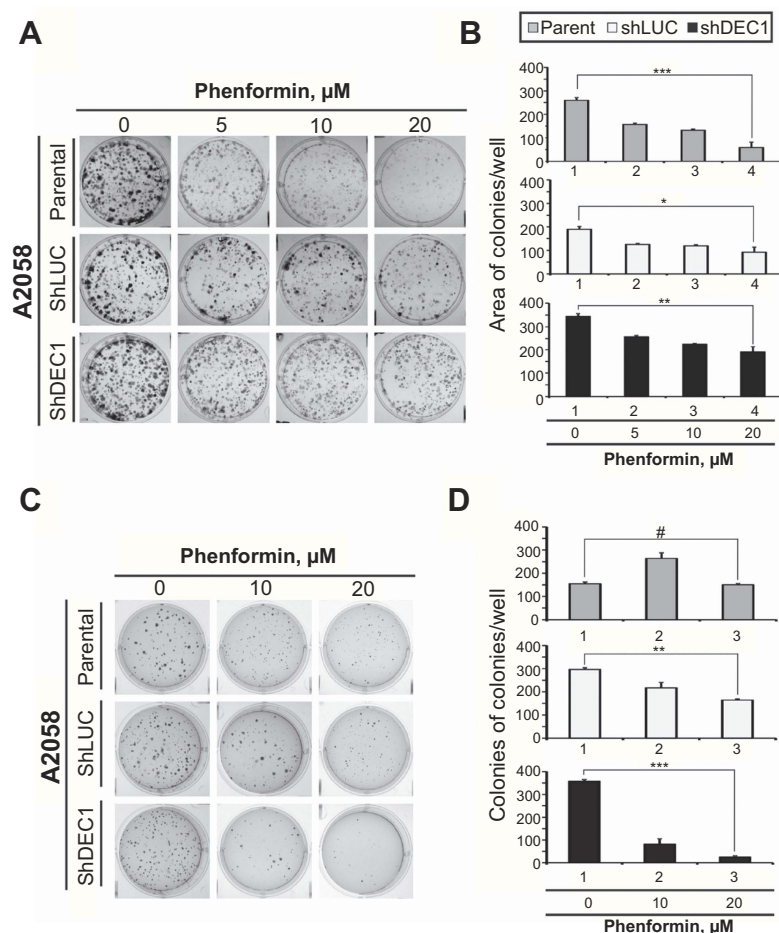 A
Phenformin, µM
0 5 10 20
A2058
Parental
ShLUC
ShDEC1
B
Parent shLUC shDEC1
Area of colonies/well
400
300
200
100
0
***
1 2 3 4
400
300
200
100
0
*
1 2 3 4
400
300
200
100
0
**
1 2 3 4
0 5 10 20
Phenformin, µM
C
Phenformin, µM
0 10 20
A2058
Parental
ShLUC
ShDEC1
D
Colonies of colonies/well
400
300
200
100
0
#
1 2 3
400
300
200
100
0
**
1 2 3
400
300
200
100
0
***
1 2 3
0 10 20
Phenformin, µM